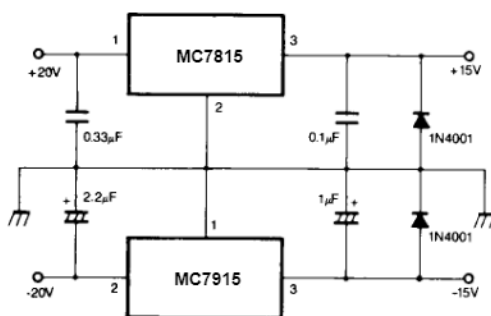 1
MC7815
3
+20V
2
+15V
0.33µF
0.1µF
1N4001
+
2.2µF
1µF
+
1
1N4001
MC7915
-20V
2
3
-15V